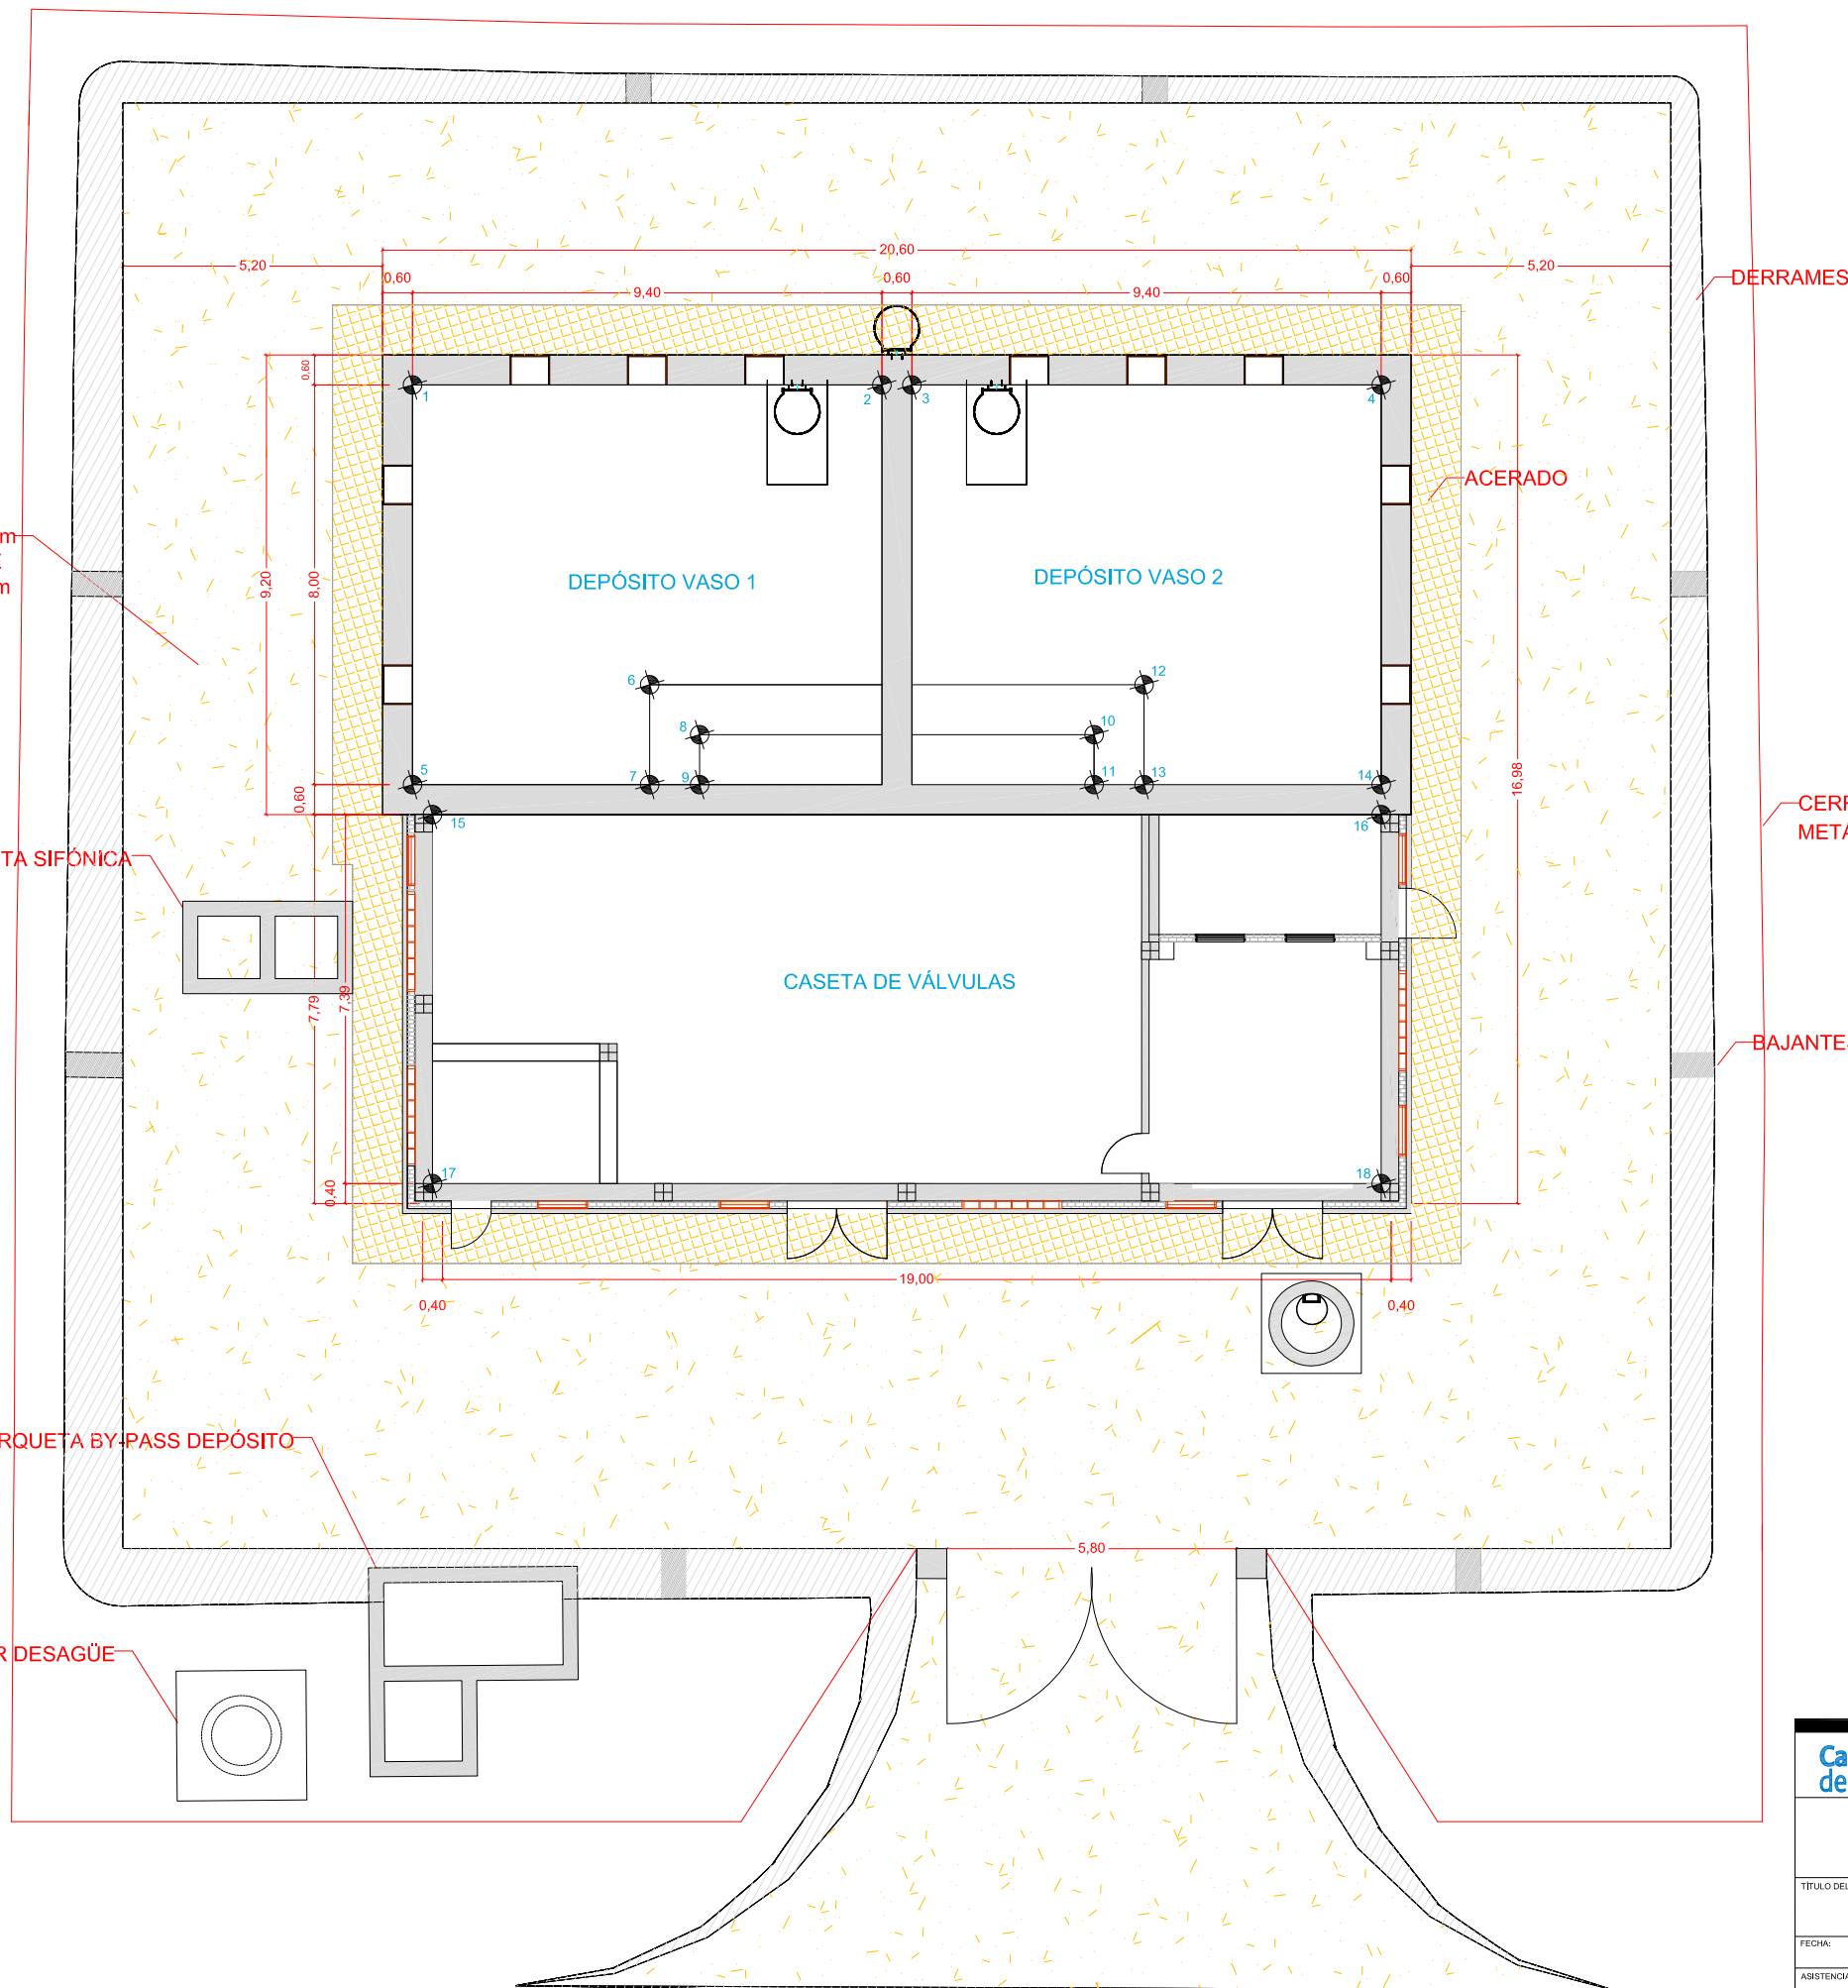 20,60
5,20
5,20
DERRAMES
0,60
0,60
0,60
9,40
9,40
0,60
1
2
3
4
ACERADO
m
m
9,20
8,00
DEPÓSITO VASO 1
DEPÓSITO VASO 2
6
12
8
10
5
7
9
11
13
14
0,60
16,98
15
16
CERR
META
TA SIFÓNICA
7,79
7,39
CASETA DE VÁLVULAS
BAJANTE
17
18
0,40
19,00
0,40
0,40
RQUETA BY-PASS DEPÓSITO
5,80
R DESAGÜE
Ca
de
TÍTULO DEL
FECHA:
ASISTENCIA